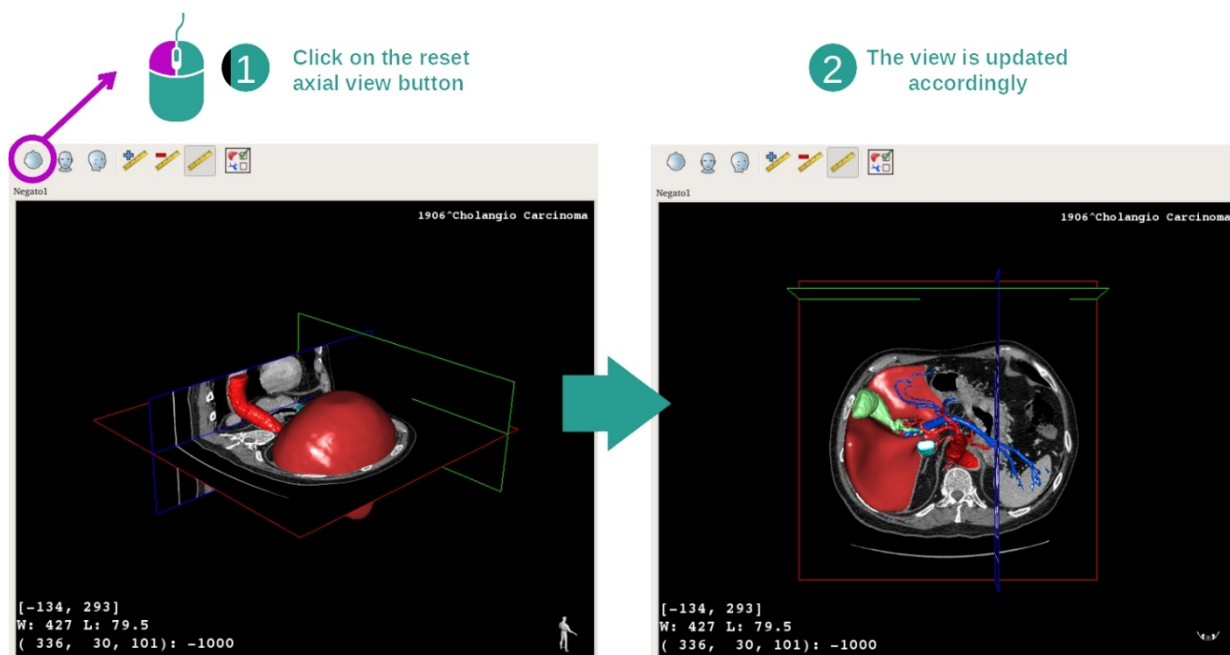 1
Click on the reset
axial view button
2
The view is updated
accordingly
Negato1
1906^Cholangio Carcinoma
[-134, 293]
W: 427 L: 79.5
( 336,  30, 101): -1000
Negato1
1906^Cholangio Carcinoma
[-134, 293]
W: 427 L: 79.5
( 336,  30, 101): -1000